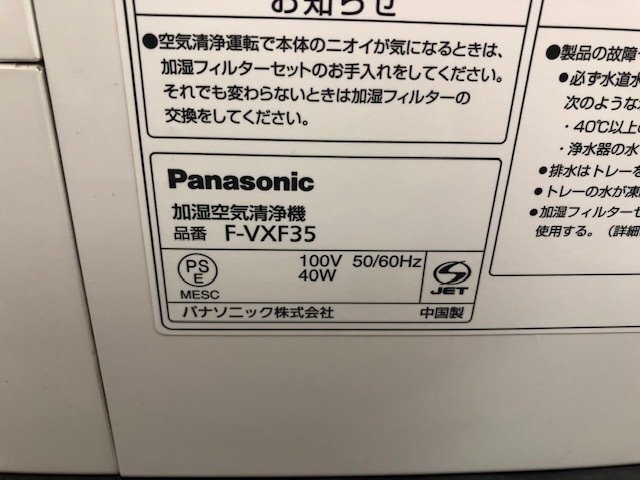 お知らせ
●空気清浄運転で本体のニオイが気になるときは、
加湿フィルターセットのお手入れをしてください。
それでも変わらないときは加湿フィルターの
交換をしてください。
Panasonic
加湿空気清浄機
品番 F-VXF35
PS
E
MESC
100V 50/60Hz
40W
JET
パナソニック株式会社
中国製
●製品の故障
●必ず水道水
次のような
・40℃以上の
・浄水器の水
●排水はトレーを
●トレーの水が凍
●加湿フィルターセ
使用する。（詳細